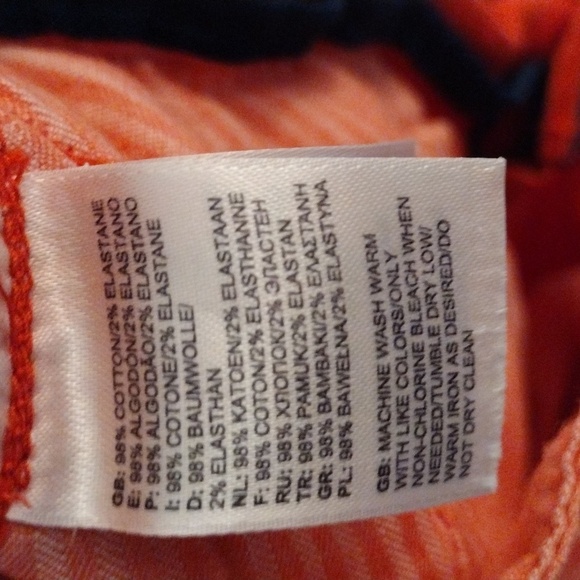 GB: 98% COTTON/2% ELASTANE
E: 98% ALGODÓN/2% ELASTANO
P: 98% ALGODÃO/2% ELASTANO
I: 98% COTONE/2% ELASTANE
D: 98% BAUMWOLLE/
2% ELASTHAN
NL: 98% KATOEN/2% ELASTAAN
F: 98% COTON/2% ELASTHANNE
RU: 98% ХЛОПОК/2% ЭЛАСТЕН
TR: 98% PAMUK/2% ELASTAN
GR: 98% ΒΑΜΒΑΚΙ/2% ΕΛΑΣΤΑΝΗ
PL: 98% BAWEŁNA/2% ELASTYNA
GB: MACHINE WASH WARM
WITH LIKE COLORS/ONLY
NON-CHLORINE BLEACH WHEN
NEEDED/TUMBLE DRY LOW/
WARM IRON AS DESIRED/DO
NOT DRY CLEAN